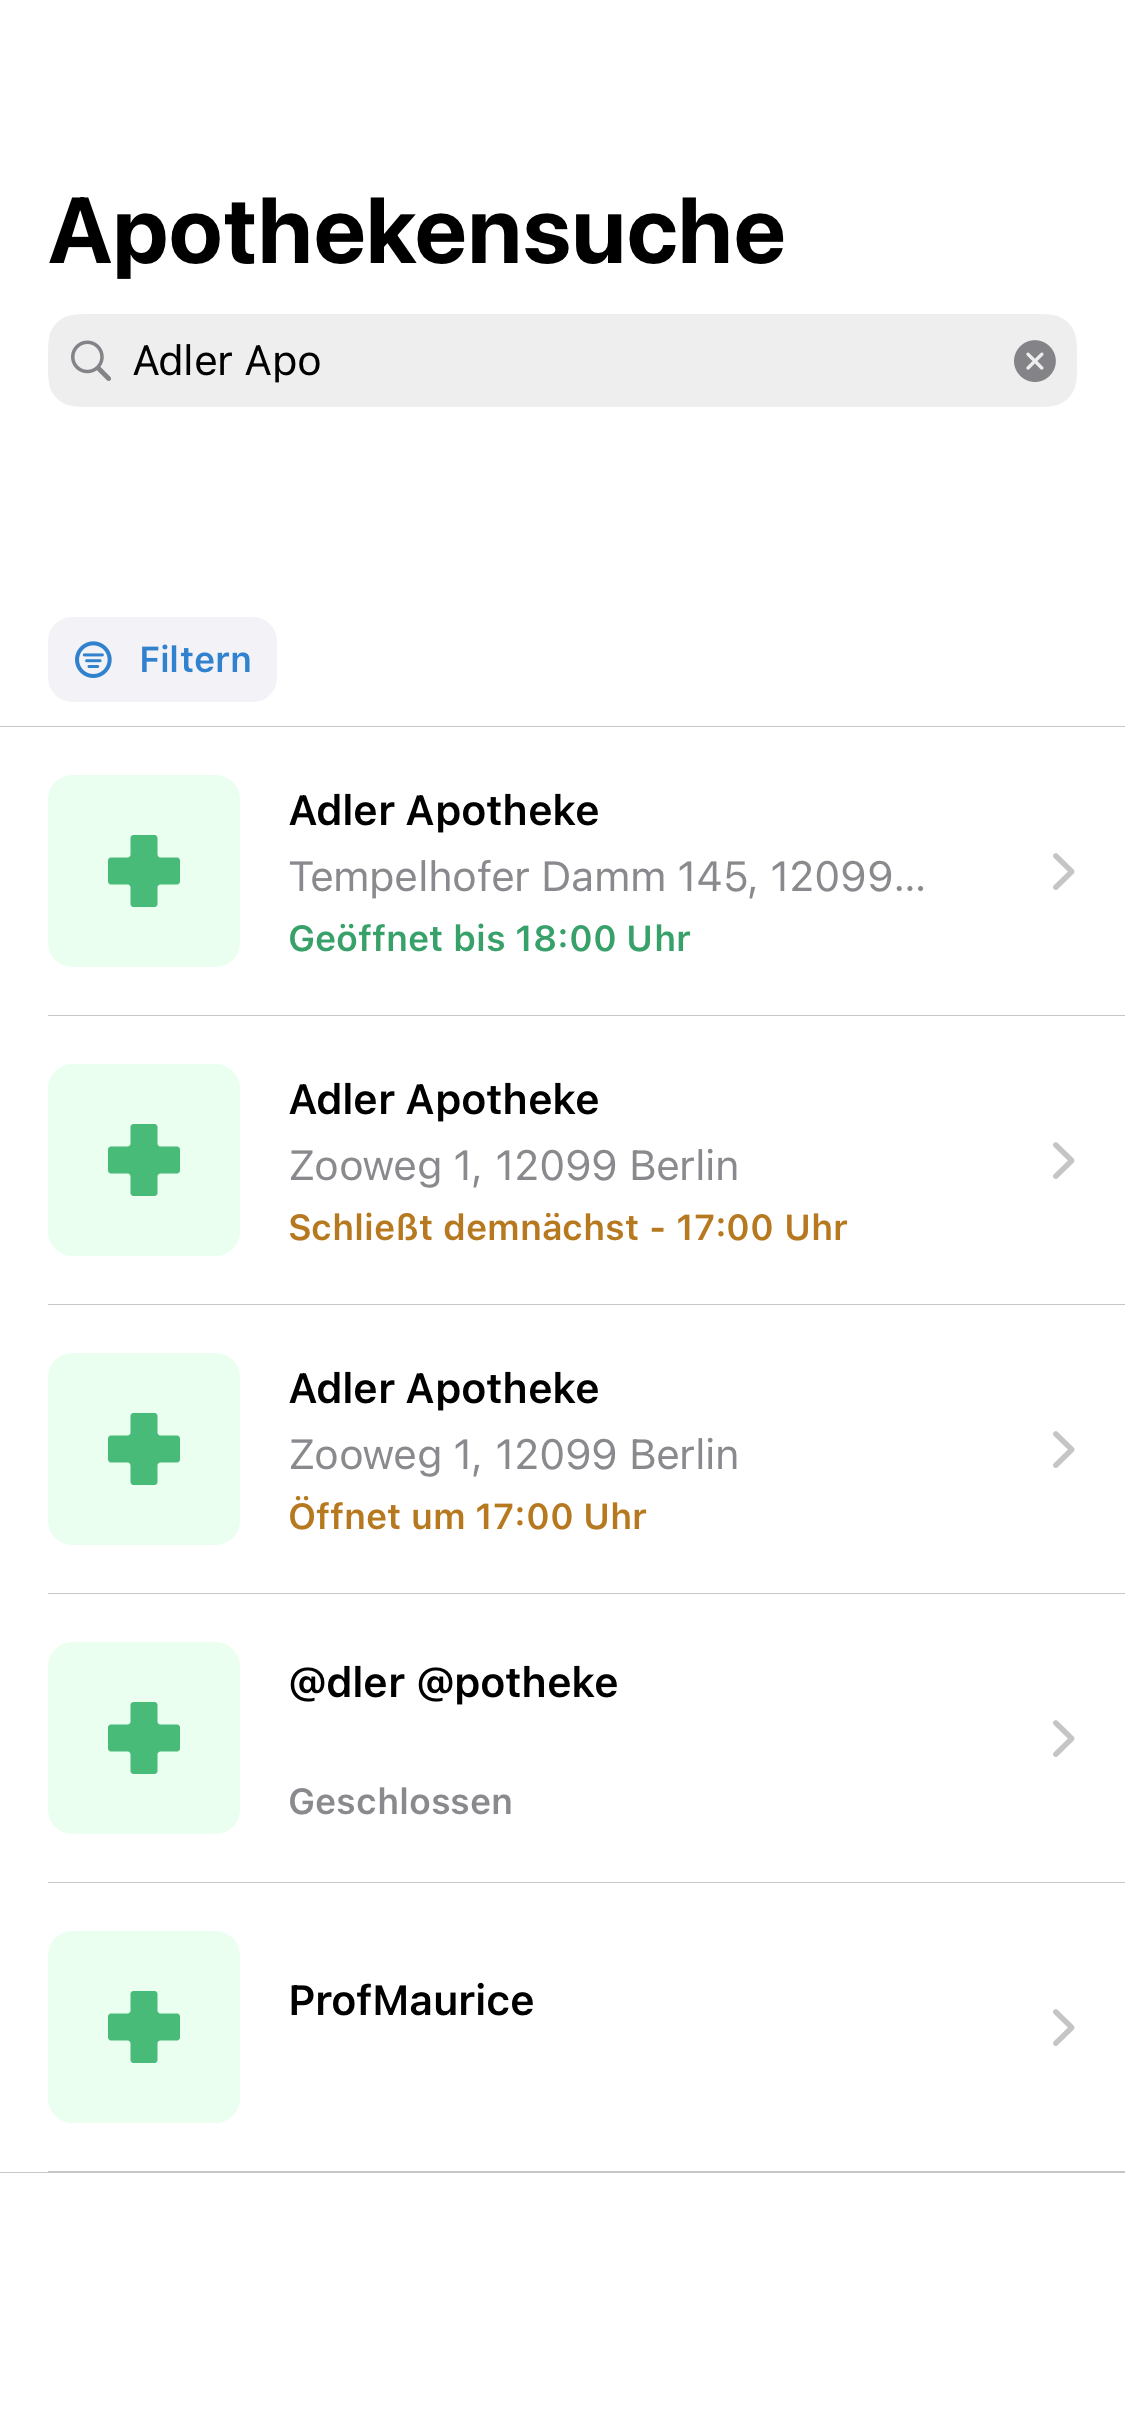 Apothekensuche
Adler Apo
Filtern
Adler Apotheke
Tempelhofer Damm 145, 12099...
Geöffnet bis 18:00 Uhr
Adler Apotheke
Zooweg 1, 12099 Berlin
Schließt demnächst - 17:00 Uhr
Adler Apotheke
Zooweg 1, 12099 Berlin
Öffnet um 17:00 Uhr
@dler @potheke
Geschlossen
ProfMaurice